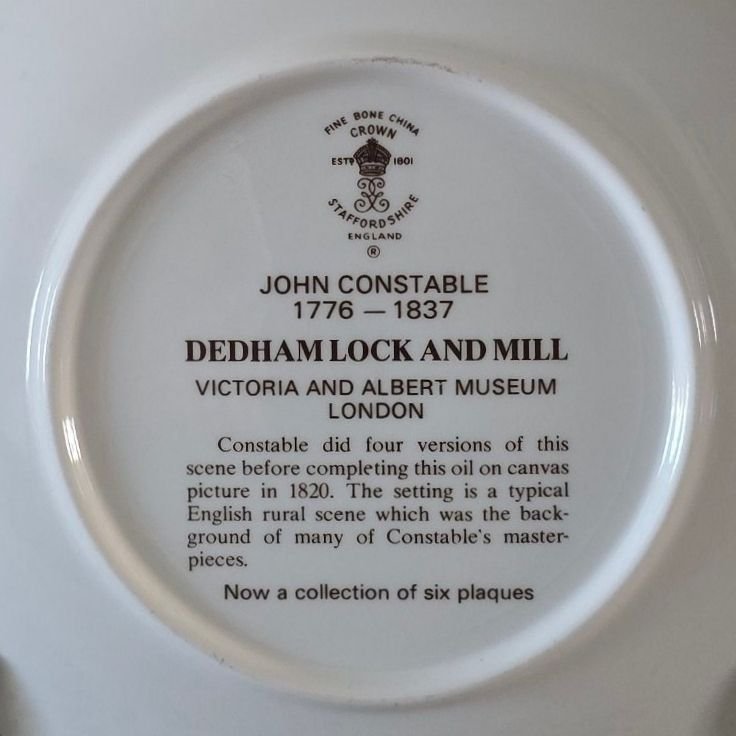 FINE BONE CHINA
CROWN
ESTD 1801
STAFFORDSHIRE
ENGLAND
®
JOHN CONSTABLE
1776 — 1837
DEDHAM LOCK AND MILL
VICTORIA AND ALBERT MUSEUM
LONDON
Constable did four versions of this
scene before completing this oil on canvas
picture in 1820. The setting is a typical
English rural scene which was the back-
ground of many of Constable's master-
pieces.
Now a collection of six plaques